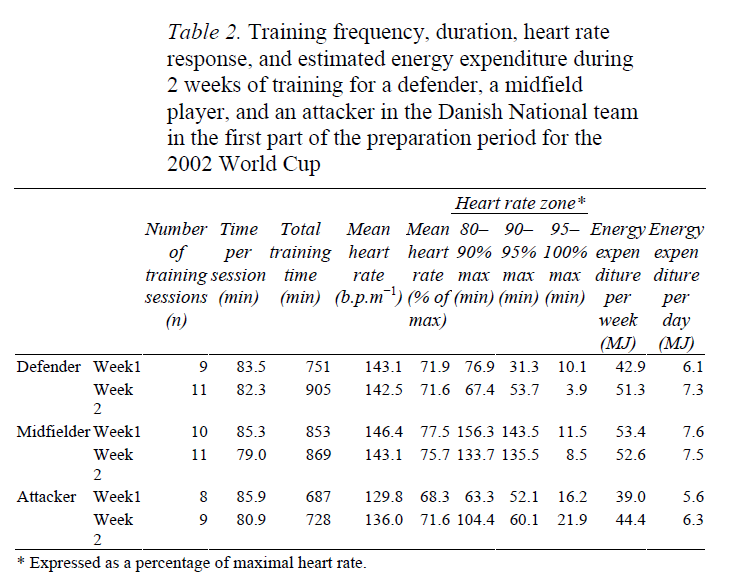 Table 2. Training frequency, duration, heart rate
response, and estimated energy expenditure during
2 weeks of training for a defender, a midfield
player, and an attacker in the Danish National team
in the first part of the preparation period for the
2002 World Cup
Heart rate zone*
Number Time Total Mean Mean 80– 90– 95– Energy Energy
of per training heart heart 90% 95% 100% expen expen
training session time rate rate max max max diture diture
sessions (min) (min) (b.p.m⁻¹) (% of (min) (min) (min) per per
(n) max) week day
(MJ) (MJ)
Defender Week1 9 83.5 751 143.1 71.9 76.9 31.3 10.1 42.9 6.1
Week 11 82.3 905 142.5 71.6 67.4 53.7 3.9 51.3 7.3
2
Midfielder Week1 10 85.3 853 146.4 77.5 156.3 143.5 11.5 53.4 7.6
Week 11 79.0 869 143.1 75.7 133.7 135.5 8.5 52.6 7.5
2
Attacker Week1 8 85.9 687 129.8 68.3 63.3 52.1 16.2 39.0 5.6
Week 9 80.9 728 136.0 71.6 104.4 60.1 21.9 44.4 6.3
2
* Expressed as a percentage of maximal heart rate.